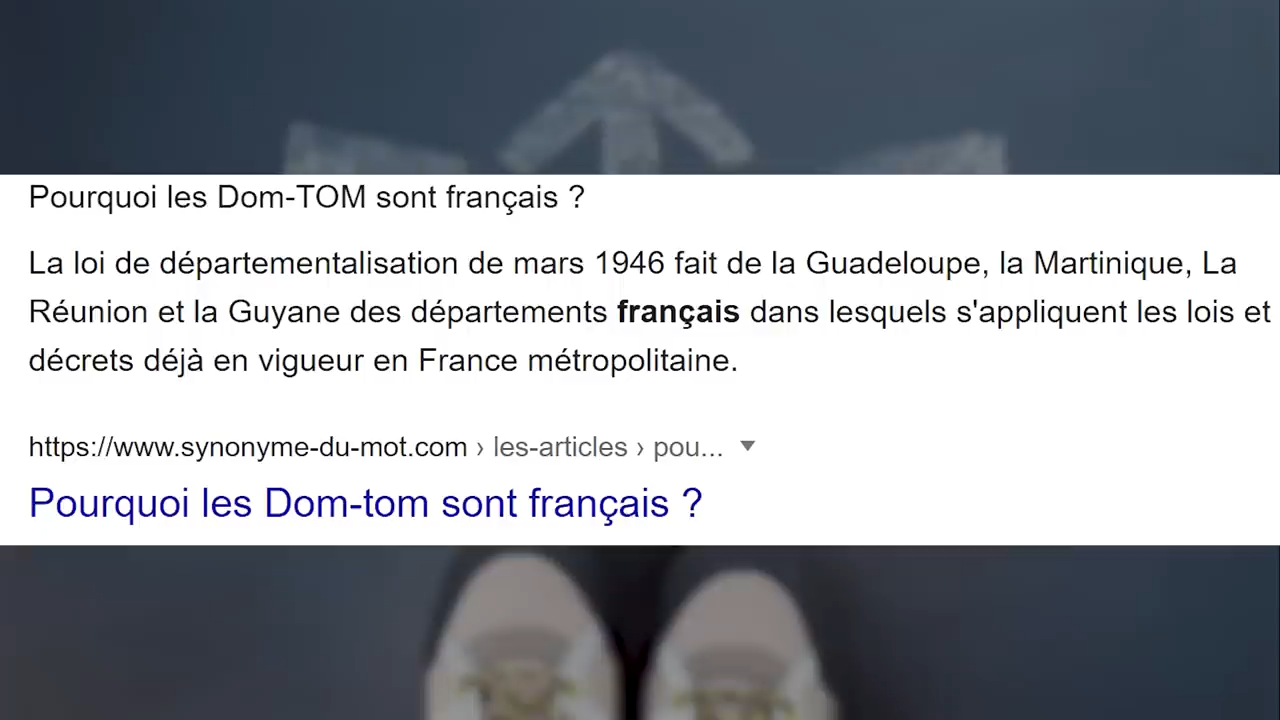 Pourquoi les Dom-TOM sont français ?
La loi de départementalisation de mars 1946 fait de la Guadeloupe, la Martinique, La
Réunion et la Guyane des départements français dans lesquels s'appliquent les lois et
décrets déjà en vigueur en France métropolitaine.
https://www.synonyme-du-mot.com › les-articles › pou...
Pourquoi les Dom-tom sont français ?